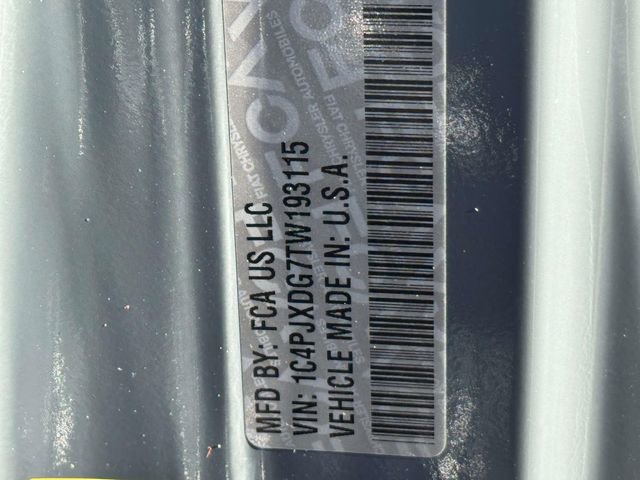 MFD BY: FCA US LLC
VIN: 1C4PJXDG7TW193115
VEHICLE MADE IN: U.S.A.